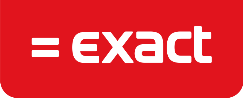 = exact